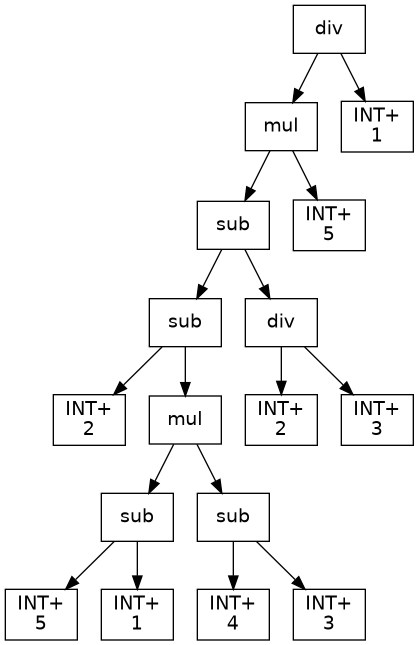 div
mul
INT+
1
sub
INT+
5
sub
div
INT+
2
mul
INT+
2
INT+
3
sub
sub
INT+
5
INT+
1
INT+
4
INT+
3